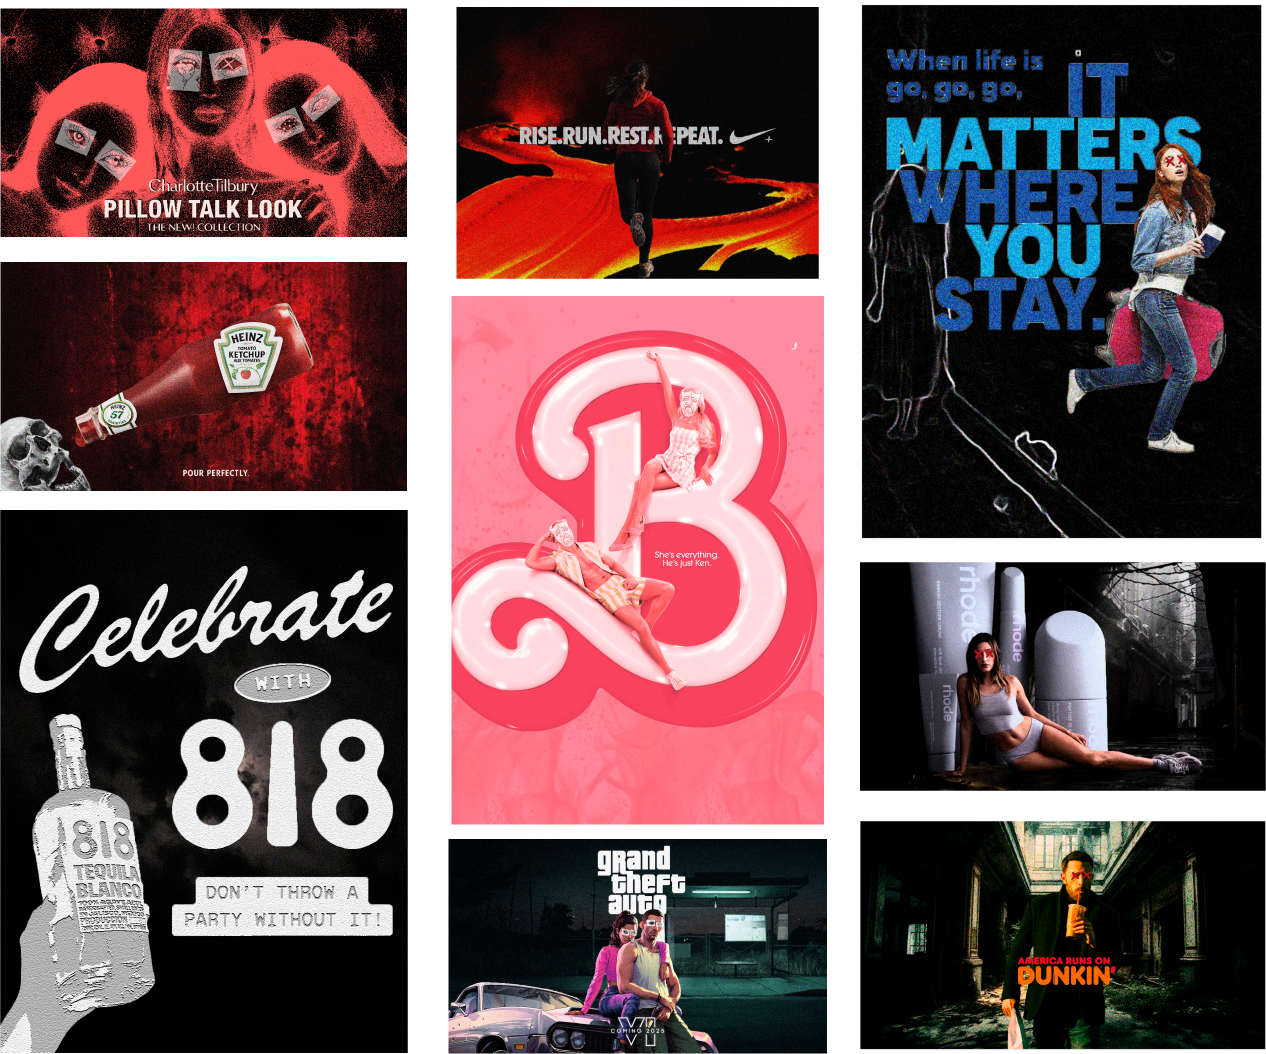 CharlotteTilbury
PILLOW TALK LOOK
THE NEW! COLLECTION
HEINZ
TOMATO
KETCHUP
HEINZ
57
POUR PERFECTLY.
Celebrate
WITH
818
818
TEQUILA
BLANCO
DON'T THROW A
PARTY WITHOUT IT!
RISE.RUN.REST.REPEAT.
She's everything.
He's just Ken.
grand
theft
auto
VI
COMING 2025
When life is
go, go, go,
IT
MATTERS
WHERE
YOU
STAY.
rhode
rhode
rhode
AMERICA RUNS ON
DUNKIN'